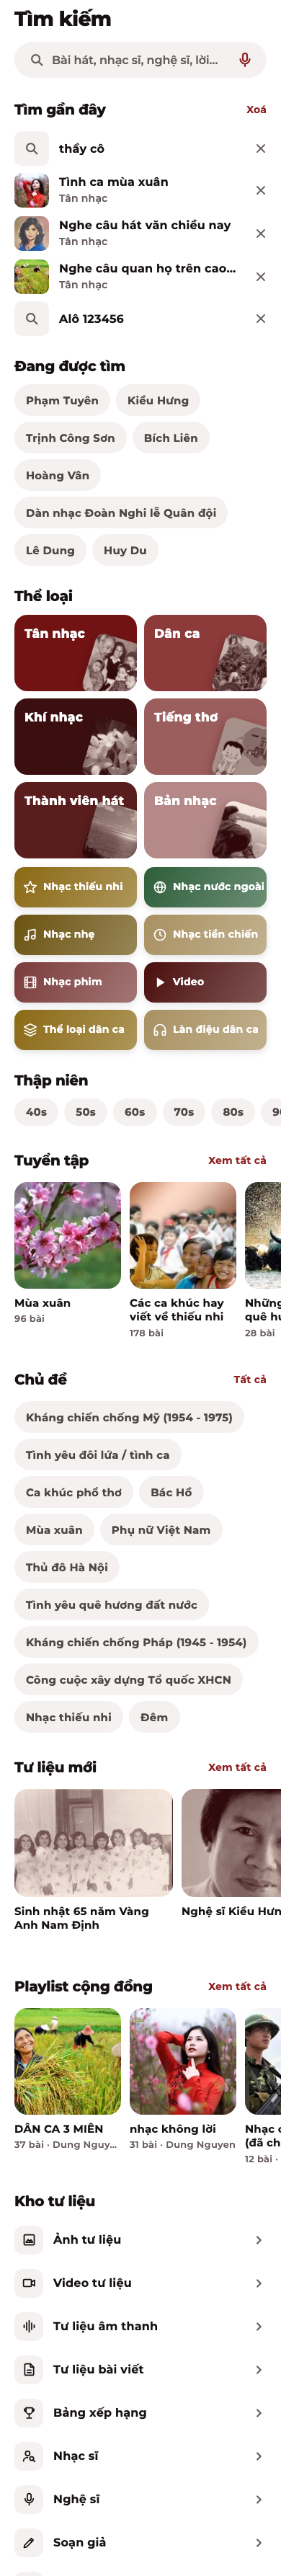 Tìm kiếm
Bài hát, nhạc sĩ, nghệ sĩ, lời...
Tìm gần đây
Xoá
thầy cô
Tình ca mùa xuân
Tân nhạc
Nghe câu hát văn chiều nay
Tân nhạc
Nghe câu quan họ trên cao...
Tân nhạc
Alô 123456
Đang được tìm
Phạm Tuyên
Kiều Hưng
Trịnh Công Sơn
Bích Liên
Hoàng Vân
Dàn nhạc Đoàn Nghi lễ Quân đội
Lê Dung
Huy Du
Thể loại
Tân nhạc
Dân ca
Khí nhạc
Tiếng thơ
Thành viên hát
Bản nhạc
Nhạc thiếu nhi
Nhạc nước ngoài
Nhạc nhẹ
Nhạc tiền chiến
Nhạc phim
Video
Thể loại dân ca
Làn điệu dân ca
Thập niên
40s
50s
60s
70s
80s
Tuyển tập
Xem tất cả
Mùa xuân
96 bài
Các ca khúc hay
viết về thiếu nhi
178 bài
Những
quê
28 bài
Chủ đề
Tất cả
Kháng chiến chống Mỹ (1954 - 1975)
Tình yêu đôi lứa / tình ca
Ca khúc phổ thơ
Bác Hồ
Mùa xuân
Phụ nữ Việt Nam
Thủ đô Hà Nội
Tình yêu quê hương đất nước
Kháng chiến chống Pháp (1945 - 1954)
Công cuộc xây dựng Tổ quốc XHCN
Nhạc thiếu nhi
Đêm
Tư liệu mới
Xem tất cả
Sinh nhật 65 năm Vàng
Anh Nam Định
Nghệ sĩ Kiều
Playlist cộng đồng
Xem tất cả
DÂN CA 3 MIỀN
37 bài · Dung Nguy...
nhạc không lời
31 bài · Dung Nguyen
Nhạc
(đã
12 bài ·
Kho tư liệu
Ảnh tư liệu
Video tư liệu
Tư liệu âm thanh
Tư liệu bài viết
Bảng xếp hạng
Nhạc sĩ
Nghệ sĩ
Soạn giả